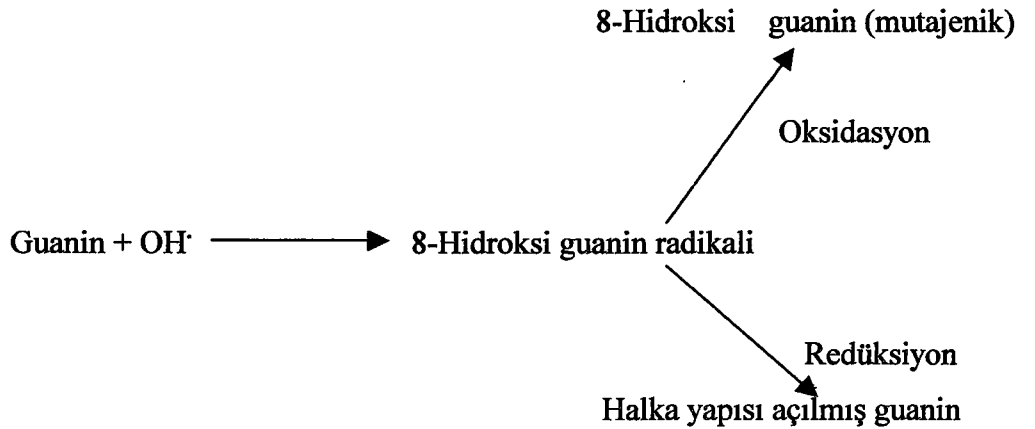 8-Hidroksi guanin (mutajenik)
Oksidasyon
Guanin + OH· 8-Hidroksi guanin radikali
Redüksiyon
Halka yapısı açılmış guanin